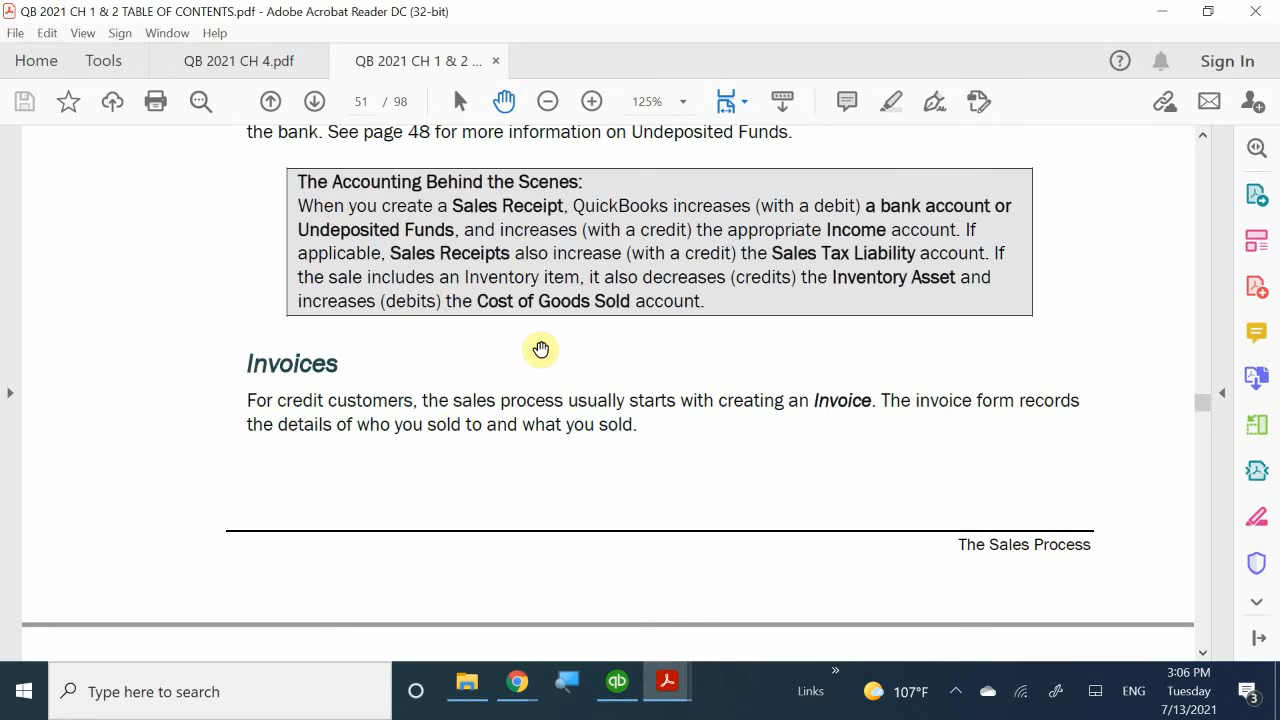 QB 2021 CH 1 & 2 TABLE OF CONTENTS.pdf - Adobe Acrobat Reader DC (32-bit)
File Edit View Sign Window Help
Home Tools QB 2021 CH 4.pdf QB 2021 CH 1 & 2 ... × Sign In
51 / 98 125%
the bank. See page 48 for more information on Undeposited Funds.
The Accounting Behind the Scenes:
When you create a Sales Receipt, QuickBooks increases (with a debit) a bank account or
Undeposited Funds, and increases (with a credit) the appropriate Income account. If
applicable, Sales Receipts also increase (with a credit) the Sales Tax Liability account. If
the sale includes an Inventory item, it also decreases (credits) the Inventory Asset and
increases (debits) the Cost of Goods Sold account.
Invoices
For credit customers, the sales process usually starts with creating an Invoice. The invoice form records
the details of who you sold to and what you sold.
The Sales Process
Type here to search
qb
Links
»
107°F
ENG
3:06 PM
Tuesday
7/13/2021
3